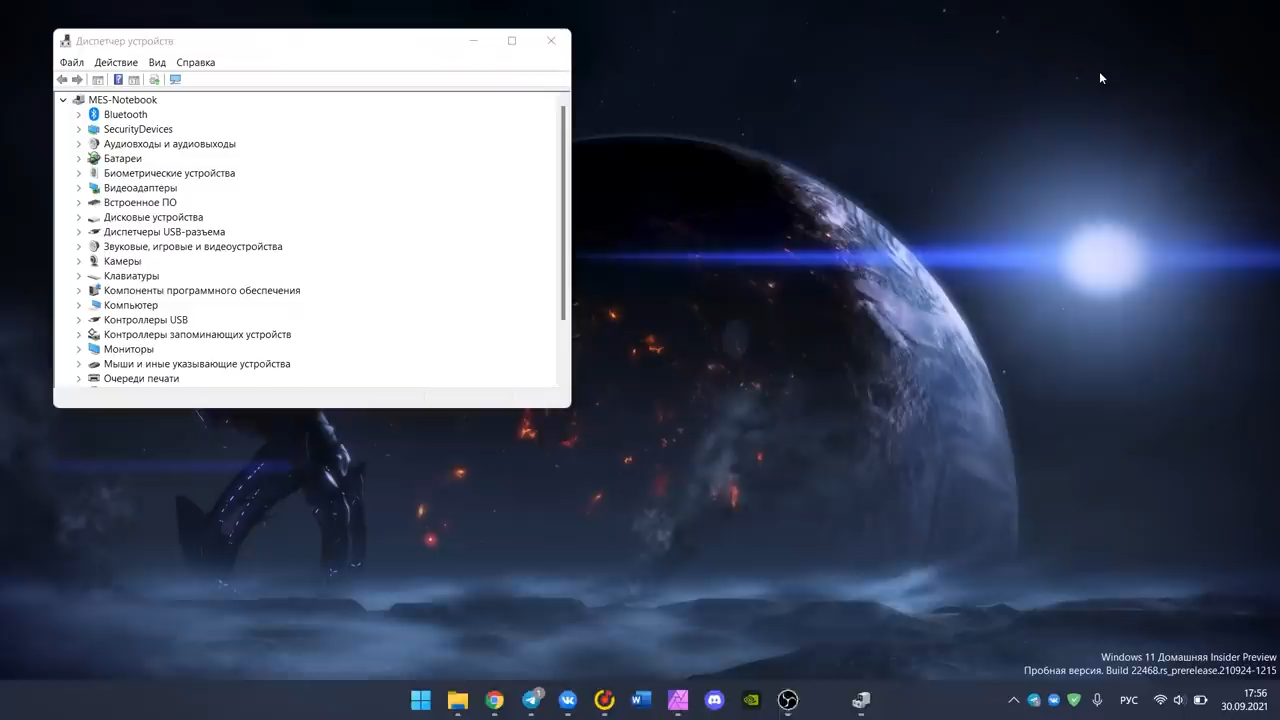 Диспетчер устройств
Файл Действие Вид Справка
MES-Notebook
Bluetooth
SecurityDevices
Аудиовходы и аудиовыходы
Батареи
Биометрические устройства
Видеоадаптеры
Встроенное ПО
Дисковые устройства
Диспетчеры USB-разъема
Звуковые, игровые и видеоустройства
Камеры
Клавиатуры
Компоненты программного обеспечения
Компьютер
Контроллеры USB
Контроллеры запоминающих устройств
Мониторы
Мыши и иные указывающие устройства
Очереди печати
Windows 11 Домашняя Insider Preview
Пробная версия. Build 22468.rs_prerelease.210924-1215
1
РУС
17:56
30.09.2021